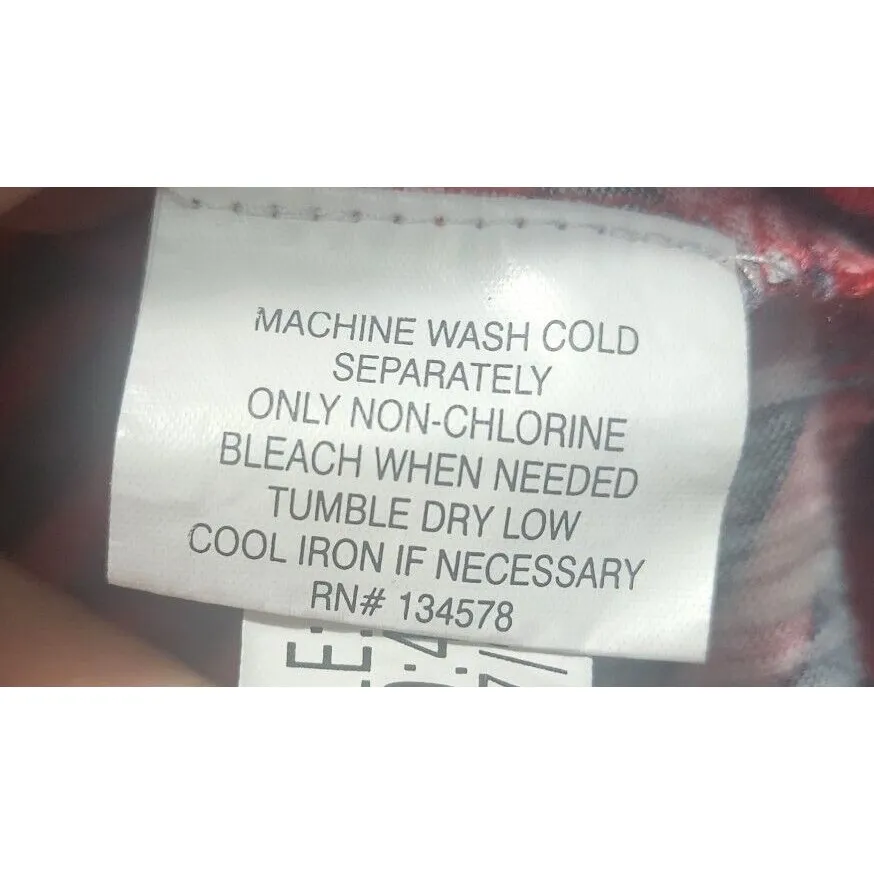 MACHINE WASH COLD
SEPARATELY
ONLY NON-CHLORINE
BLEACH WHEN NEEDED
TUMBLE DRY LOW
COOL IRON IF NECESSARY
RN# 134578